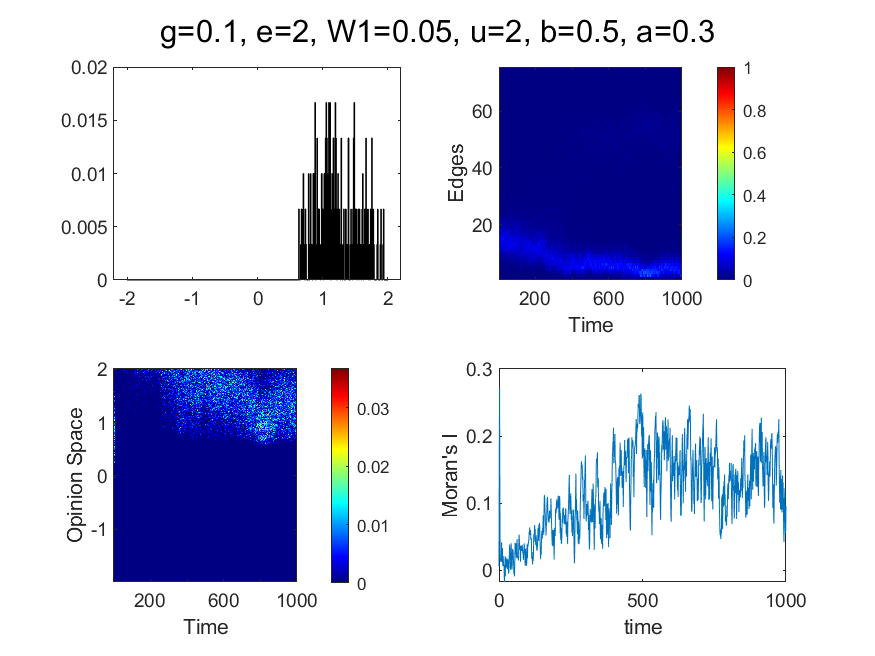 g=0.1, e=2, W1=0.05, u=2, b=0.5, a=0.3
0.02
0.015
0.01
0.005
0
-2 -1 0 1 2
Edges
60
40
20
200 600 1000
Time
1
0.8
0.6
0.4
0.2
0
Opinion Space
2
1
0
-1
200 600 1000
Time
0.03
0.02
0.01
0
Moran's I
0.3
0.2
0.1
0
0 500 1000
time